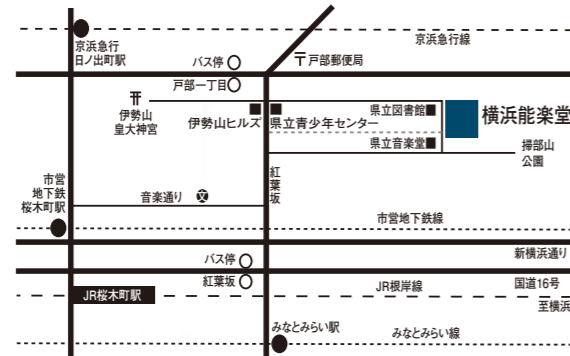 京浜急行線
京浜急行
日ノ出町駅
バス停
〒戸部郵便局
戸部一丁目
伊勢山
皇大神宮
伊勢山ヒルズ
県立青少年センター
県立図書館
横浜能楽堂
県立音楽堂
掃部山
公園
紅葉坂
市営
地下鉄
桜木町駅
音楽通り
文
市営地下鉄線
新横浜通り
バス停
紅葉坂
国道16号
JR桜木町駅
JR根岸線
至横浜
みなとみらい駅
みなとみらい線